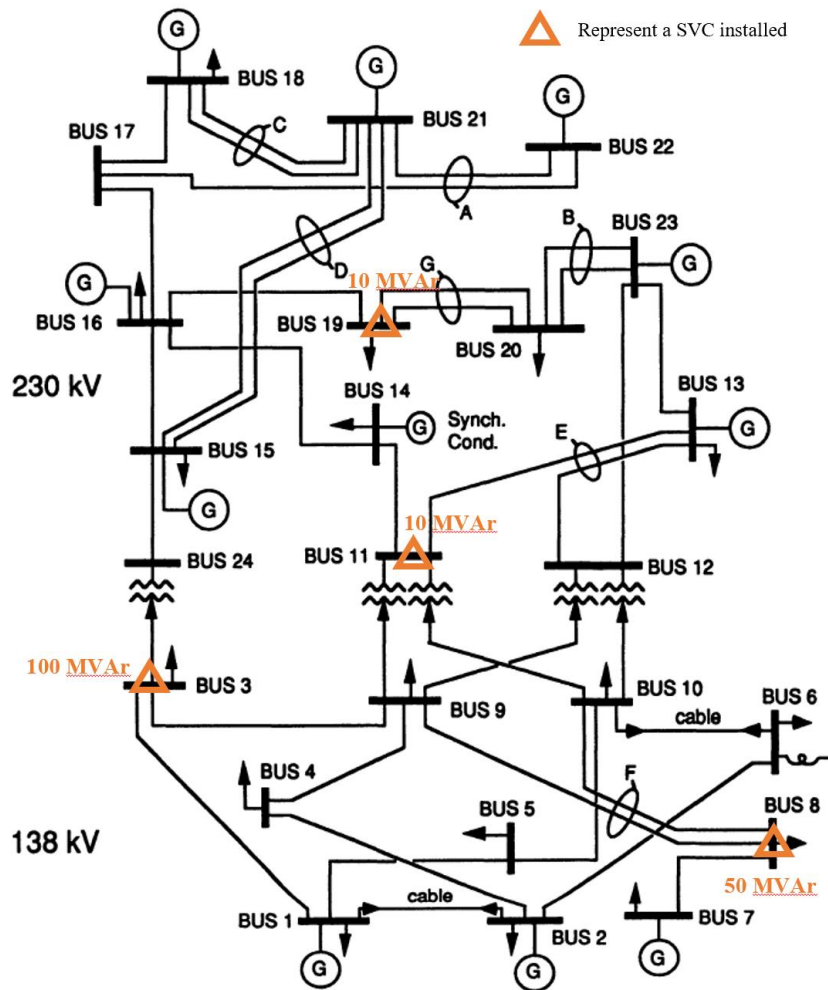 Represent a SVC installed
G
BUS 18
G
BUS 21
G
BUS 17
C
BUS 22
A
BUS 23
B
D
G
G
10 MVAr
G
BUS 16
BUS 19
BUS 20
230 kV
BUS 14
BUS 13
G
Synch.
Cond.
G
E
BUS 15
G
10 MVAr
BUS 24
BUS 11
BUS 12
100 MVAr
BUS 3
BUS 9
BUS 10
BUS 6
cable
BUS 4
F
BUS 5
BUS 8
138 kV
50 MVAr
cable
BUS 1
BUS 2
BUS 7
G
G
G